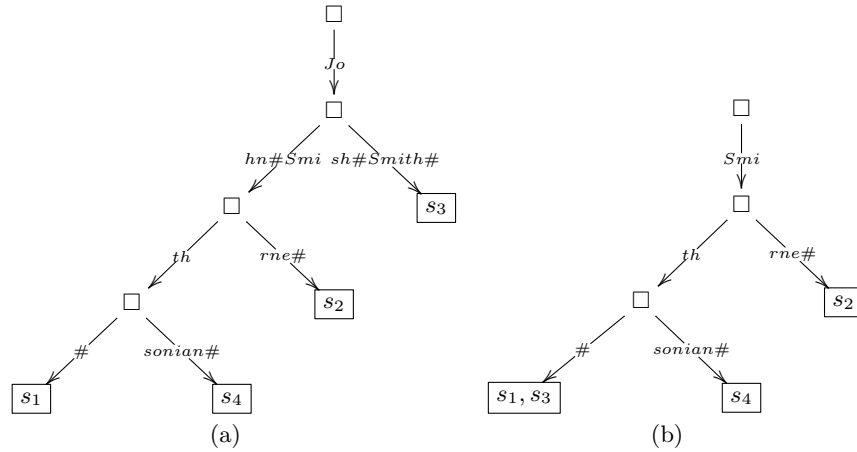 Jo
Smi
hn#Smi sh#Smith#
s3
th rne#
th rne#
s2
s2
# sonian#
# sonian#
s1
s4
s1, s3
s4
(a)
(b)